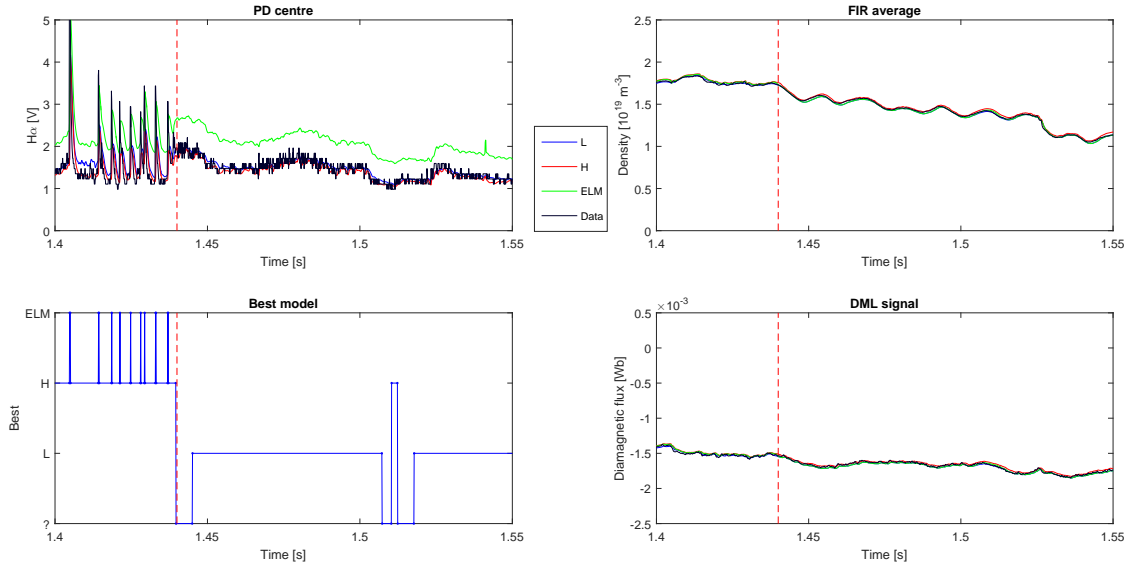 PD centre
5
4
3
2
1
0
Hα [V]
1.4
1.45
1.5
1.55
Time [s]
L
H
ELM
Data
FIR average
2.5
2
1.5
1
0.5
0
Density [10^19 m^-3]
1.4
1.45
1.5
1.55
Time [s]
Best model
ELM
H
L
?
Best
1.4
1.45
1.5
1.55
Time [s]
DML signal
×10^-3
0.5
0
-0.5
-1
-1.5
-2
-2.5
Diamagnetic flux [Wb]
1.4
1.45
1.5
1.55
Time [s]